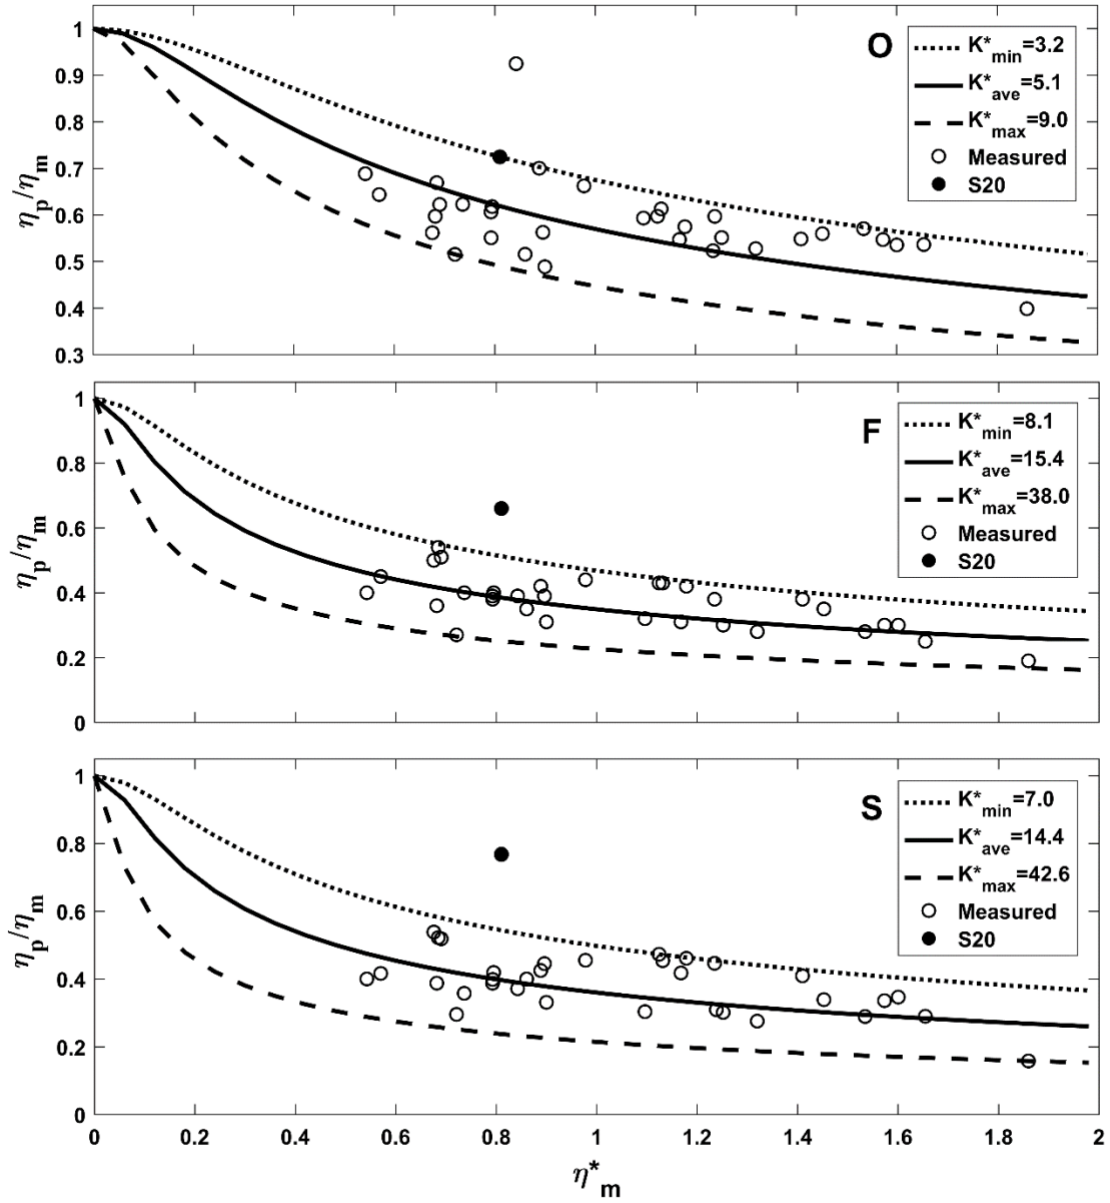 1
0.9
0.8
0.7
0.6
0.5
0.4
0.3
ηp/ηm
O
K*min=3.2
K*ave=5.1
K*max=9.0
Measured
S20
1
0.8
0.6
0.4
0.2
0
ηp/ηm
F
K*min=8.1
K*ave=15.4
K*max=38.0
Measured
S20
1
0.8
0.6
0.4
0.2
0
ηp/ηm
S
K*min=7.0
K*ave=14.4
K*max=42.6
Measured
S20
0 0.2 0.4 0.6 0.8 1 1.2 1.4 1.6 1.8 2
η*m